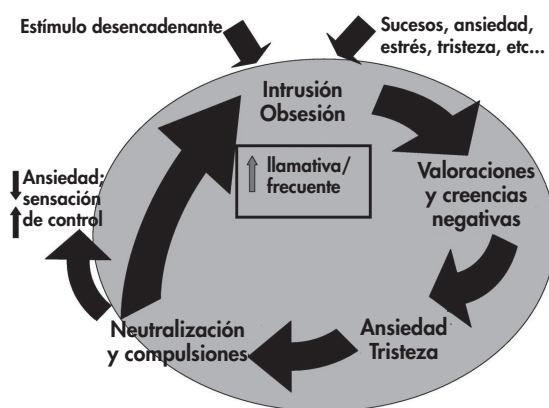 Estímulo desencadenante
Sucesos, ansiedad,
estrés, tristeza, etc...
Intrusión
Obsesión
llamativa/
frecuente
Ansiedad;
sensación
de control
Valoraciones
y creencias
negativas
Neutralización
y compulsiones
Ansiedad
Tristeza